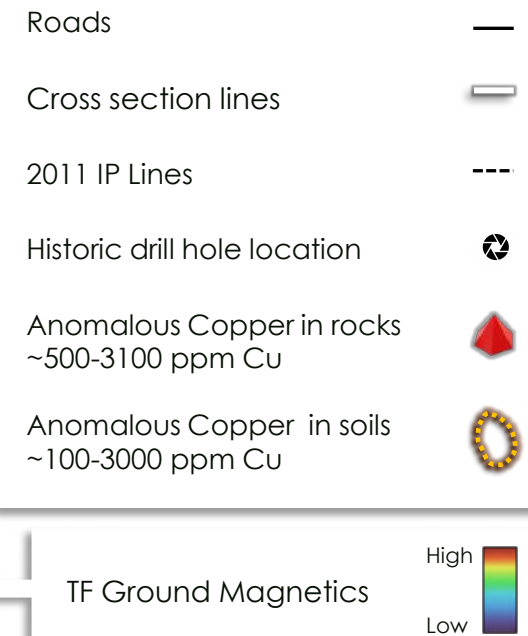 Roads
Cross section lines
2011 IP Lines
Historic drill hole location
Anomalous Copper in rocks
~500-3100 ppm Cu
Anomalous Copper in soils
~100-3000 ppm Cu
High
TF Ground Magnetics
Low